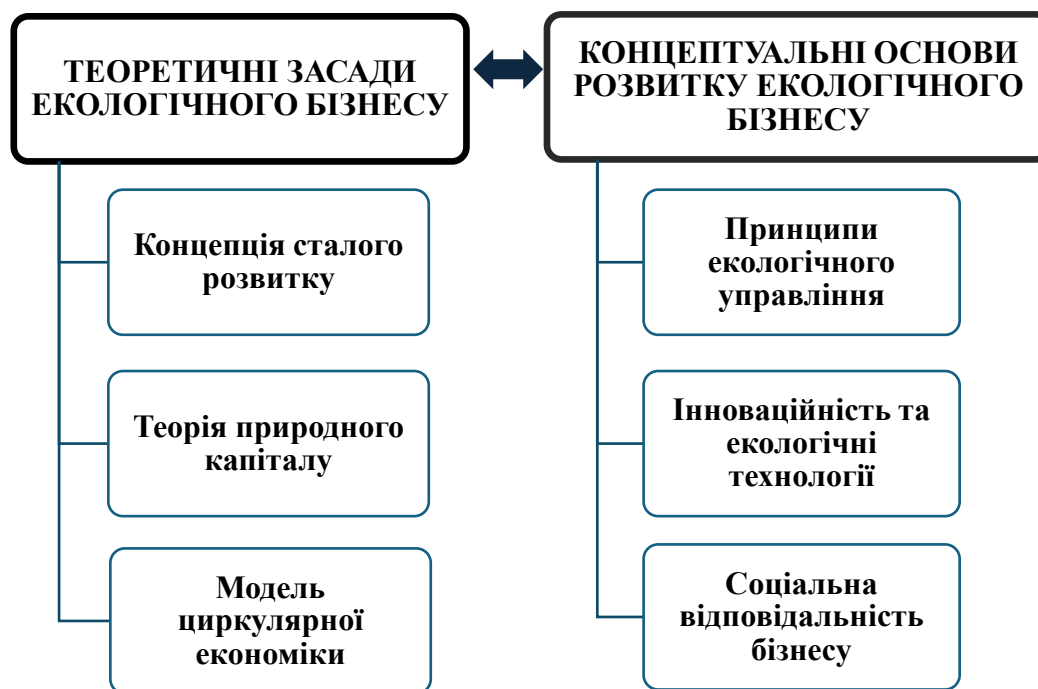 ТЕОРЕТИЧНІ ЗАСАДИ
ЕКОЛОГІЧНОГО БІЗНЕСУ
Концепція сталого
розвитку
Теорія природного
капіталу
Модель
циркулярної
економіки
КОНЦЕПТУАЛЬНІ ОСНОВИ
РОЗВИТКУ ЕКОЛОГІЧНОГО
БІЗНЕСУ
Принципи
екологічного
управління
Інноваційність та
екологічні
технології
Соціальна
відповідальність
бізнесу